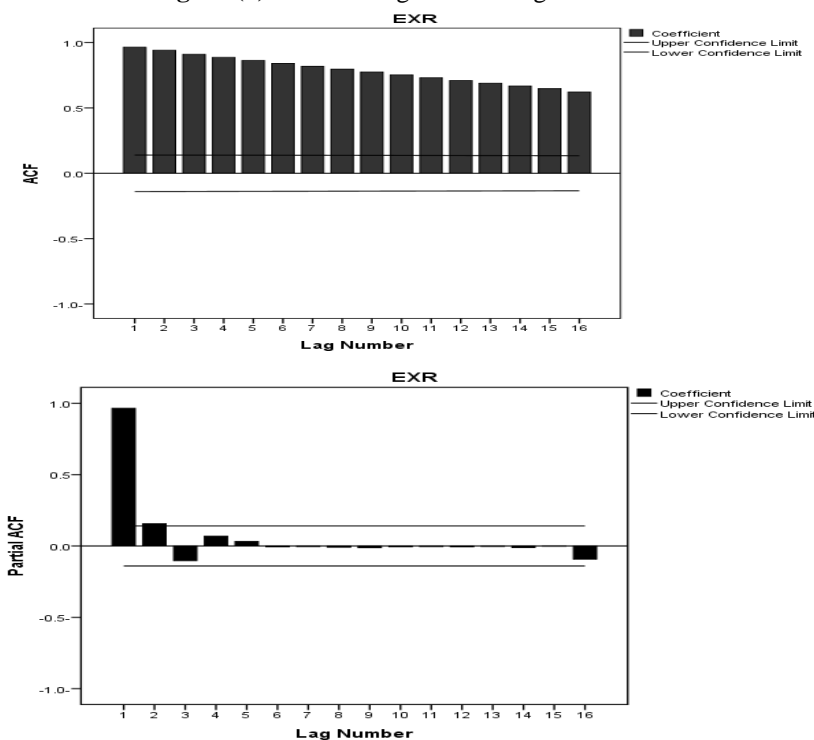 EXR
Coefficient
Upper Confidence Limit
Lower Confidence Limit
1.0
0.5
0.0
-0.5-
-1.0-
ACF
1 2 3 4 5 6 7 8 9 10 11 12 13 14 15 16
Lag Number
EXR
Coefficient
Upper Confidence Limit
Lower Confidence Limit
1.0
0.5
0.0
-0.5-
-1.0-
Partial ACF
1 2 3 4 5 6 7 8 9 10 11 12 13 14 15 16
Lag Number